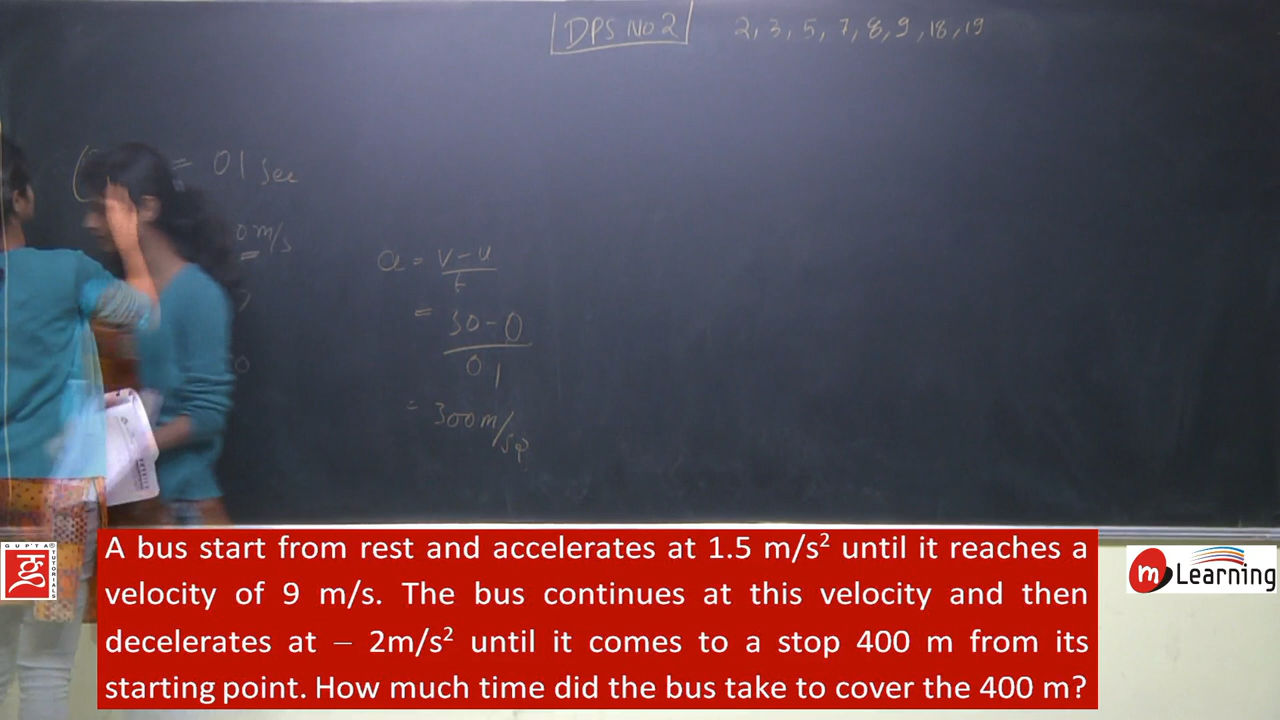 DPS NO 2 2, 3, 5, 7, 8, 9, 18, 19
= 01 sec
0 m/s
a = v - u
t
= 30 - 0
01
= 300 m/
A bus start from rest and accelerates at 1.5 m/s² until it reaches a
velocity of 9 m/s. The bus continues at this velocity and then
decelerates at – 2m/s² until it comes to a stop 400 m from its
starting point. How much time did the bus take to cover the 400 m?
GUPTA
TUTORIALS
m Learning